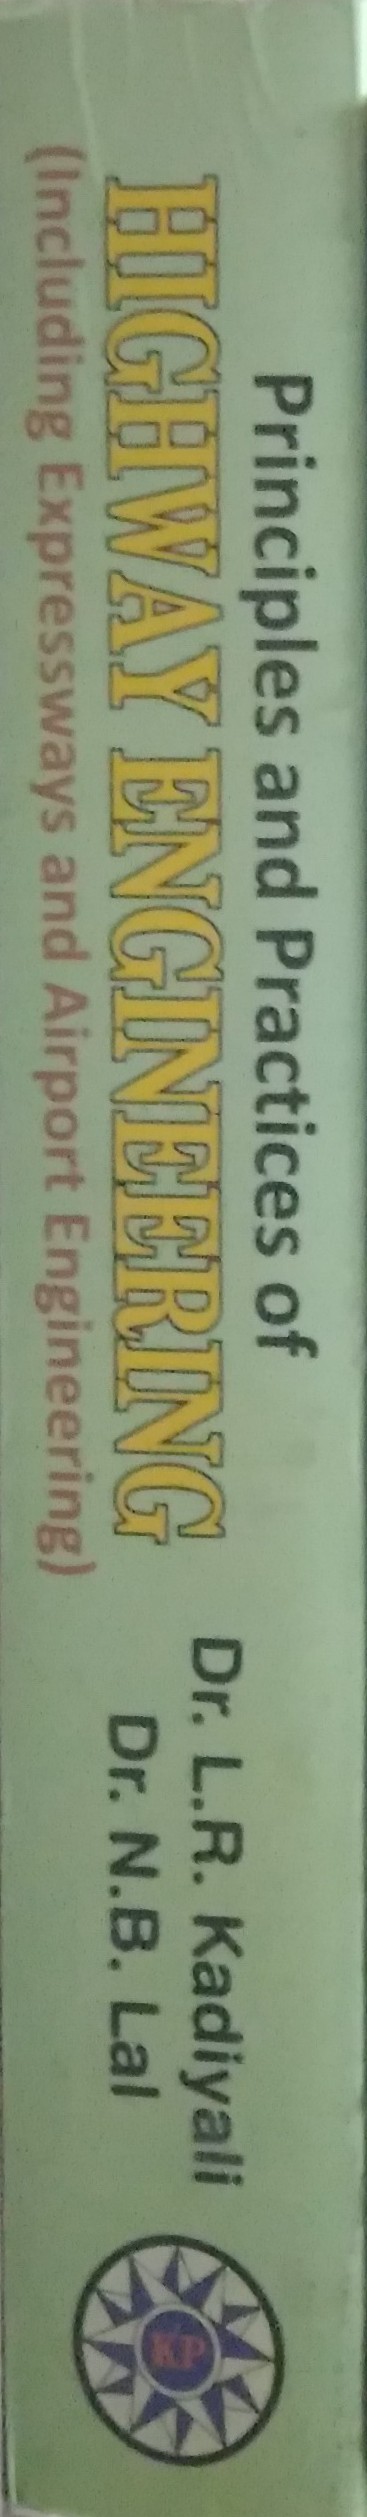 Principles and Practices of
HIGHWAY ENGINEERING
(Including Expressways and Airport Engineering)
Dr. L.R. Kadiyali
Dr. N.B. Lal
KP